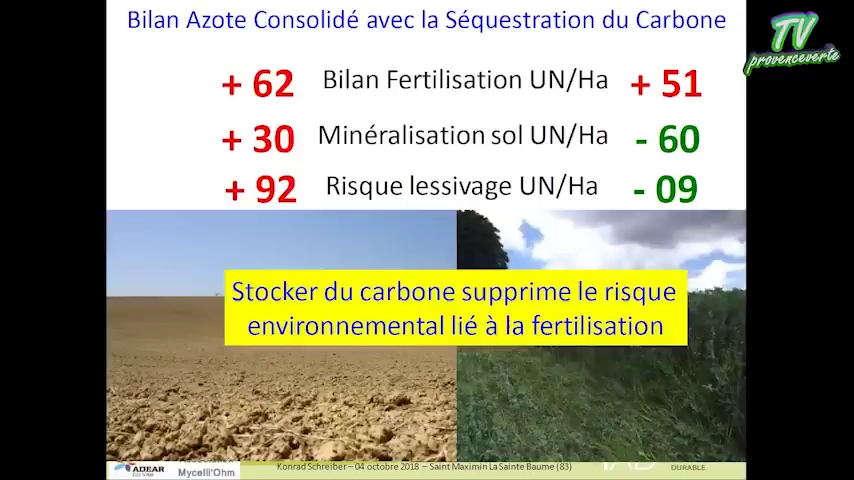 Bilan Azote Consolidé avec la Séquestration du Carbone
TV
provenceverte
+ 62 Bilan Fertilisation UN/Ha + 51
+ 30 Minéralisation sol UN/Ha - 60
+ 92 Risque lessivage UN/Ha - 09
Stocker du carbone supprime le risque
environnemental lié à la fertilisation
ADEAR
Mycelli'Ohm
Konrad Schreiber – 04 octobre 2018 – Saint Maximin La Sainte Baume (83)
DURABLE